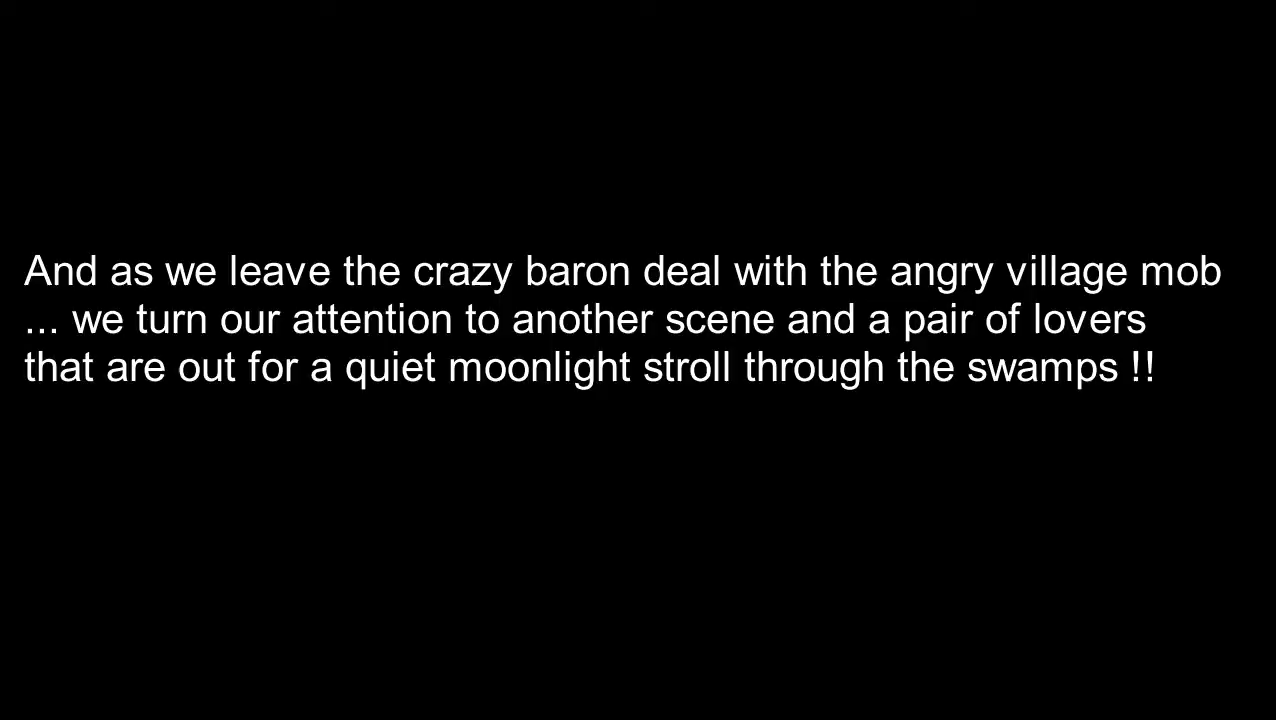 And as we leave the crazy baron deal with the angry village mob
... we turn our attention to another scene and a pair of lovers
that are out for a quiet moonlight stroll through the swamps !!